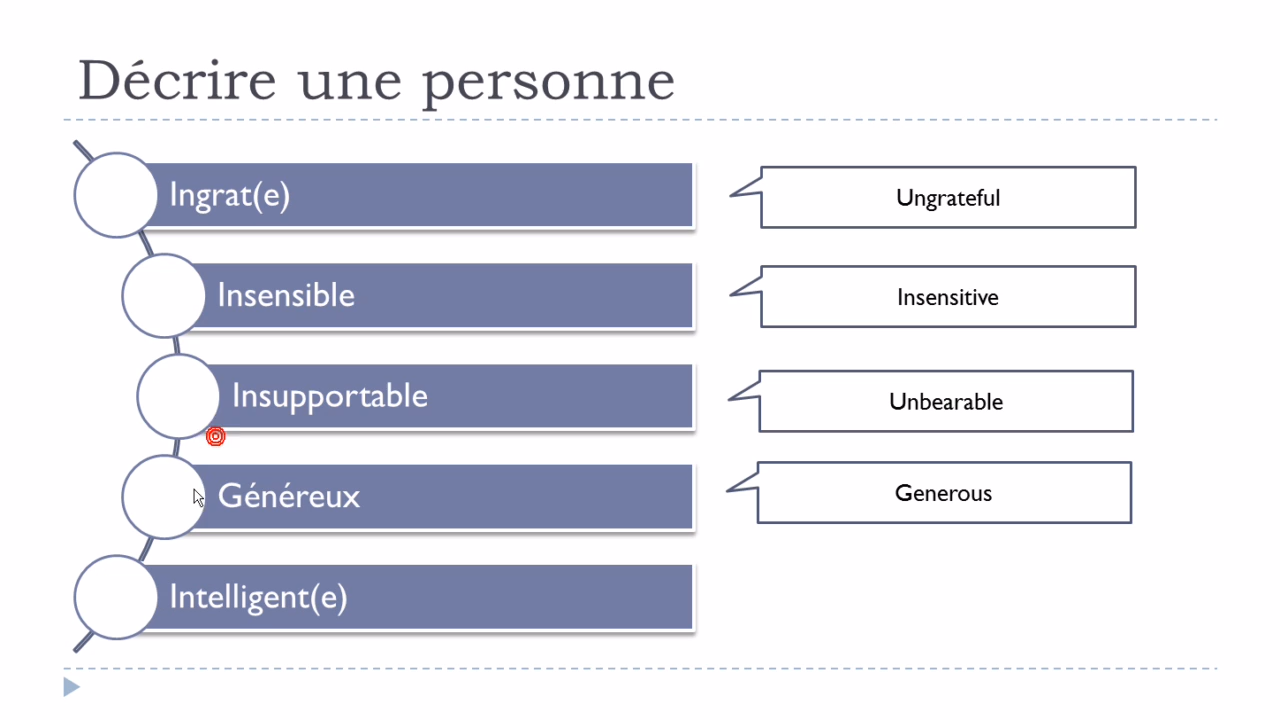 Décrire une personne
Ingrat(e)
Ungrateful
Insensible
Insensitive
Insupportable
Unbearable
Généreux
Generous
Intelligent(e)